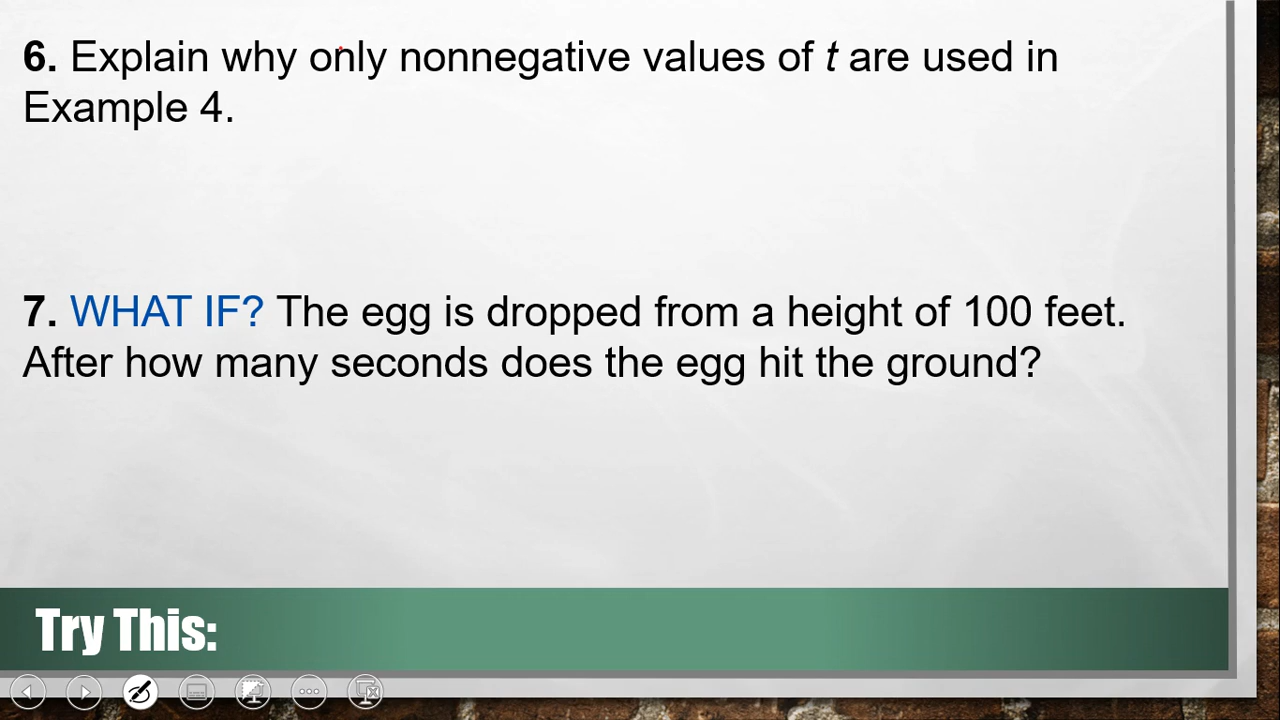 6. Explain why only nonnegative values of t are used in
Example 4.
7. WHAT IF? The egg is dropped from a height of 100 feet.
After how many seconds does the egg hit the ground?
Try This: